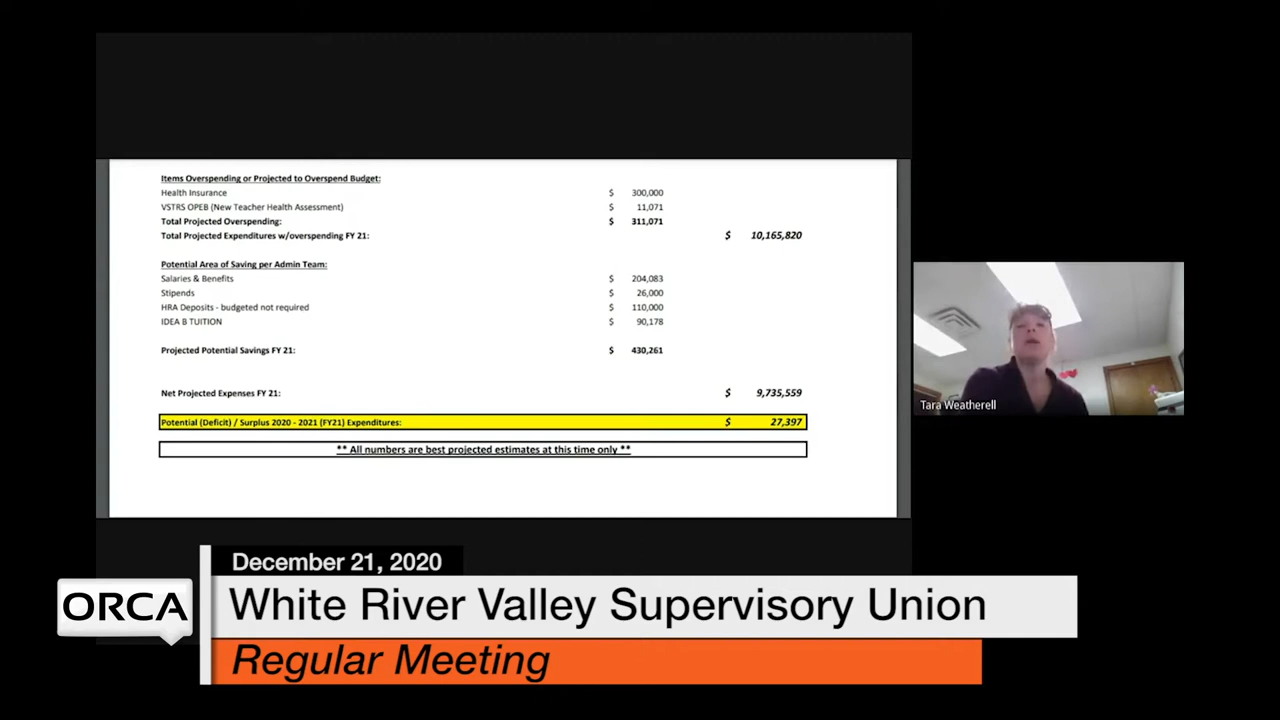 Items Overspending or Projected to Overspend Budget:
Health Insurance $ 300,000
VSTRS OPEB (New Teacher Health Assessment) $ 11,071
Total Projected Overspending: $ 311,071
Total Projected Expenditures w/overspending FY 21: $ 10,165,820
Potential Area of Saving per Admin Team:
Salaries & Benefits $ 204,083
Stipends $ 26,000
HRA Deposits - budgeted not required $ 110,000
IDEA B TUITION $ 90,178
Projected Potential Savings FY 21: $ 430,261
Net Projected Expenses FY 21: $ 9,735,559
Potential (Deficit) / Surplus 2020 - 2021 (FY21) Expenditures: $ 27,397
** All numbers are best projected estimates at this time only **
Tara Weatherell
December 21, 2020
ORCA
White River Valley Supervisory Union
Regular Meeting